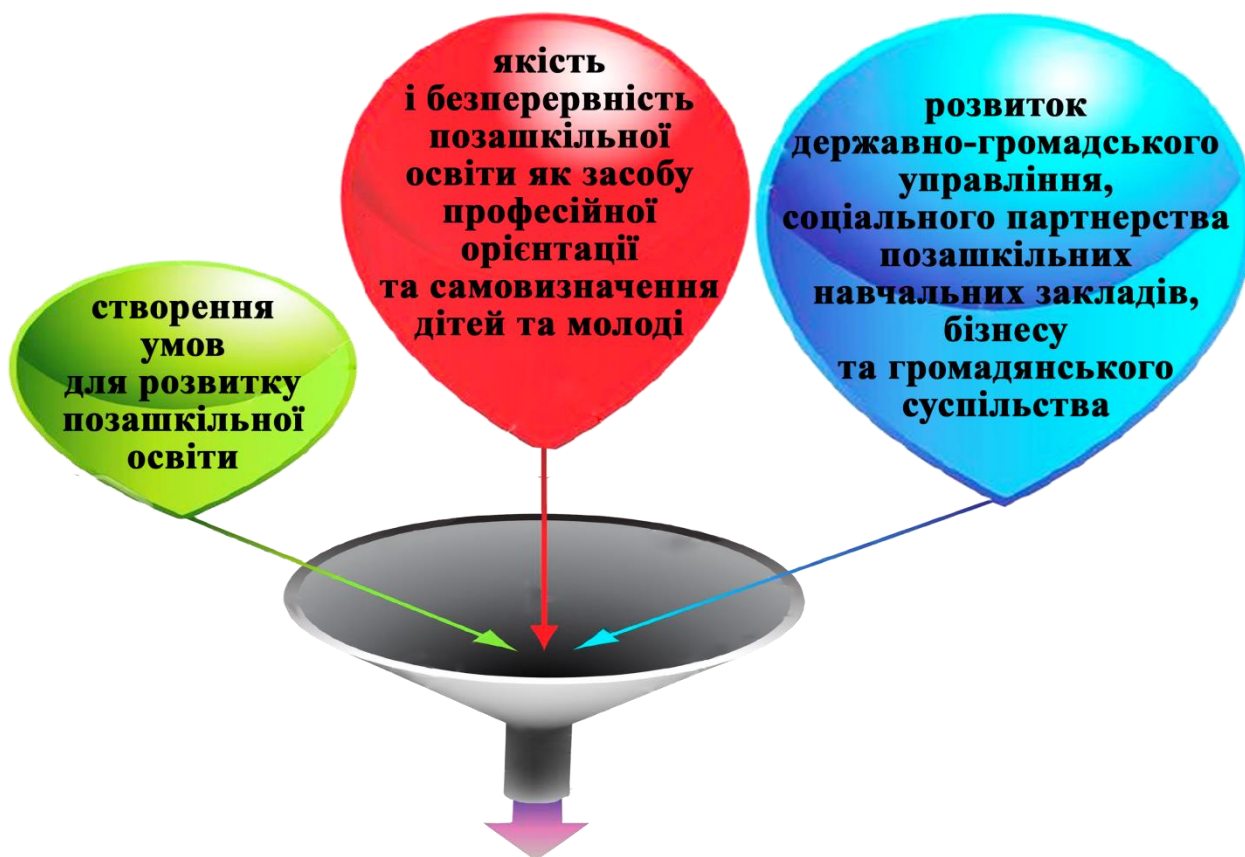 створення
умов
для розвитку
позашкільної
освіти
якість
і безперервність
позашкільної
освіти як засобу
професійної
орієнтації
та самовизначення
дітей та молоді
розвиток
державно-громадського
управління,
соціального партнерства
позашкільних
навчальних закладів,
бізнесу
та громадянського
суспільства